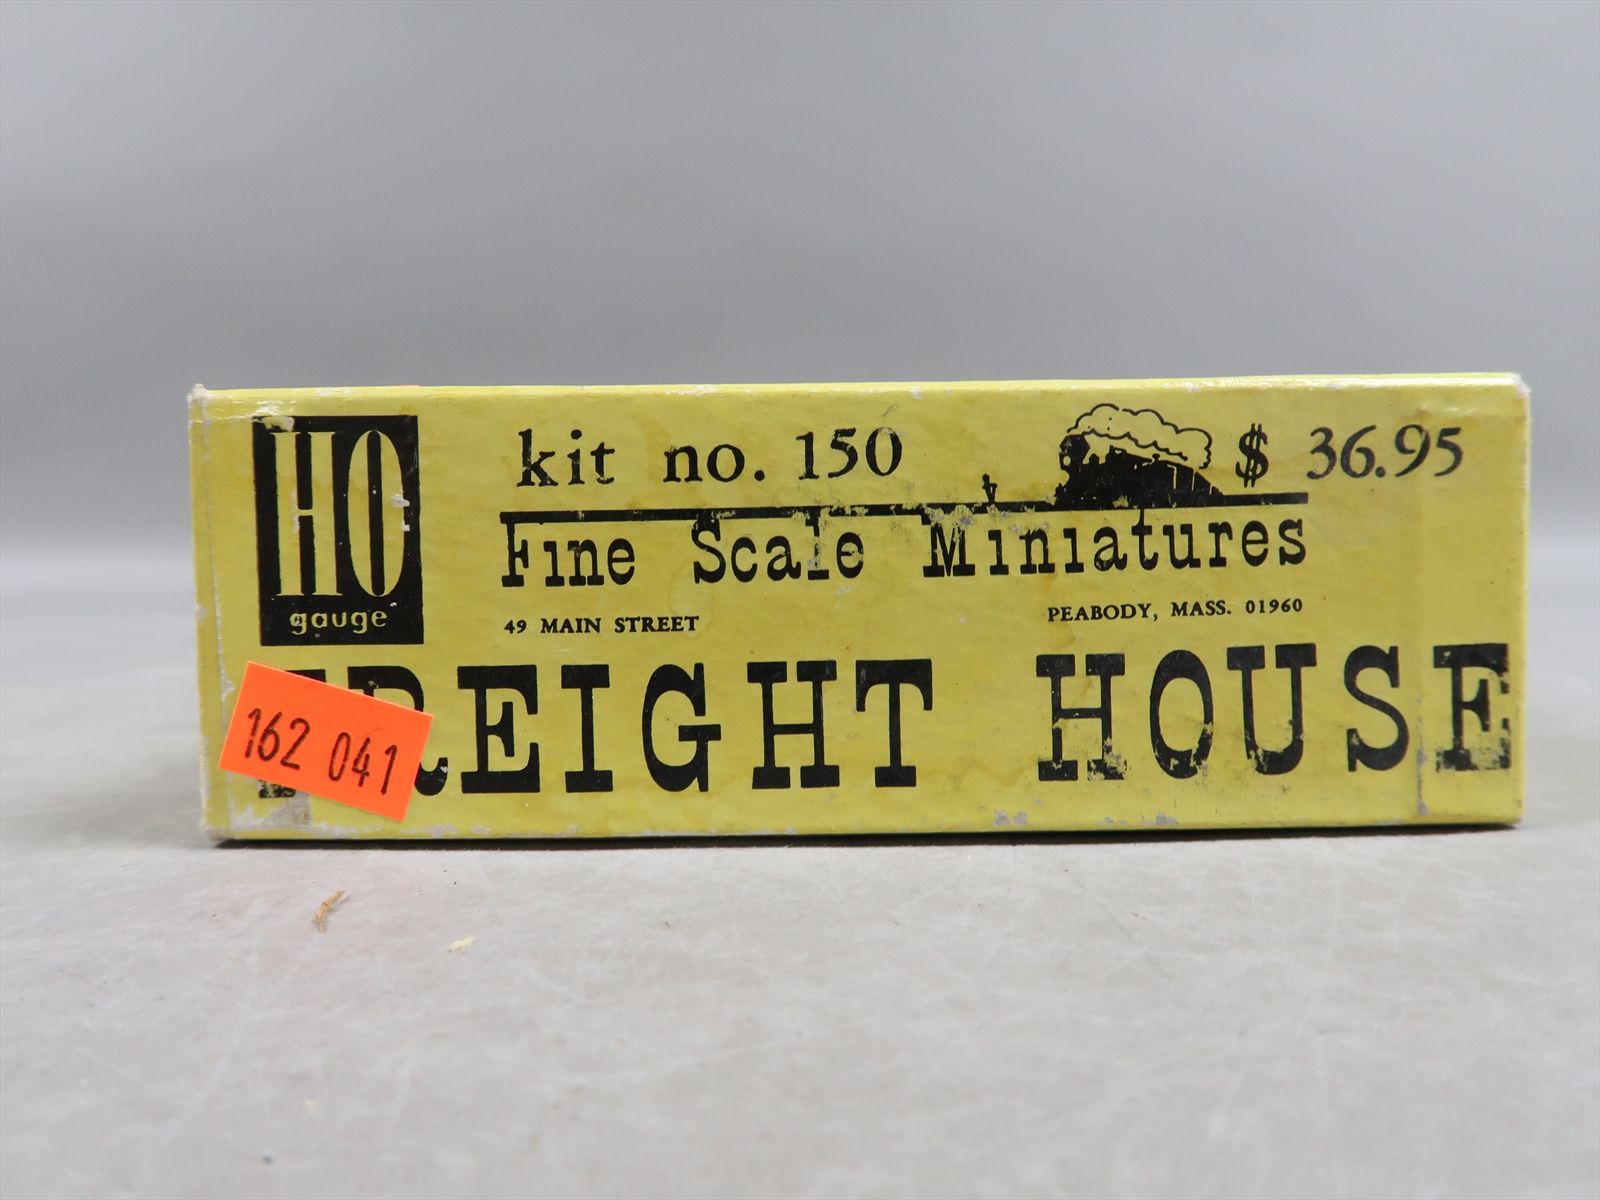 HO
gauge
kit no. 150 $ 36.95
Fine Scale Miniatures
49 MAIN STREET PEABODY, MASS. 01960
FREIGHT HOUSE
162 041